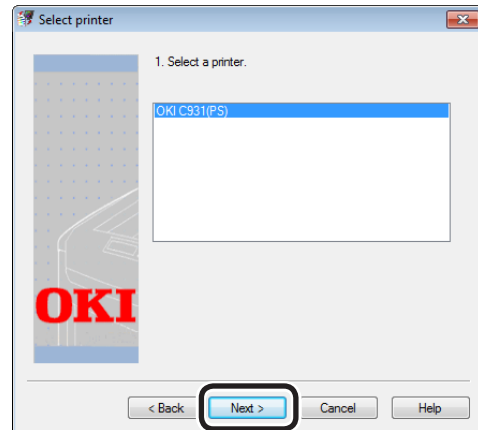 Select printer
1. Select a printer.
OKI C931(PS)
OKI
< Back Next > Cancel Help